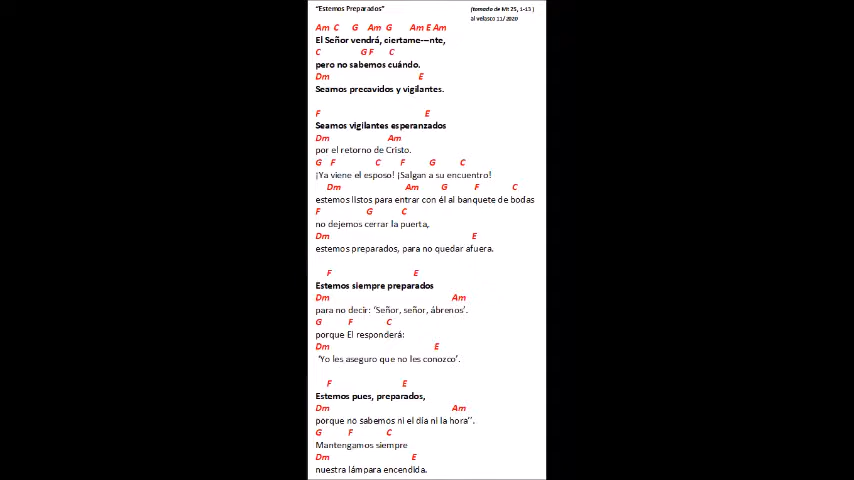 "Estemos Preparados" (tomado de Mt 25, 1-13 )
al velasco 11/ 2020
Am C G Am G Am E Am
El Señor vendrá, ciertame---nte,
C G F C
pero no sabemos cuándo.
Dm E
Seamos precavidos y vigilantes.
F E
Seamos vigilantes esperanzados
Dm Am
por el retorno de Cristo.
G F C F G C
¡Ya viene el esposo! ¡Salgan a su encuentro!
Dm Am G F C
estemos listos para entrar con él al banquete de bodas
F G C
no dejemos cerrar la puerta,
Dm E
estemos preparados, para no quedar afuera.
F E
Estemos siempre preparados
Dm Am
para no decir: 'Señor, señor, ábrenos'.
G F C
porque El responderá:
Dm E
'Yo les aseguro que no les conozco'.
F E
Estemos pues, preparados,
Dm Am
porque no sabemos ni el día ni la hora".
G F C
Mantengamos siempre
Dm E
nuestra lámpara encendida.